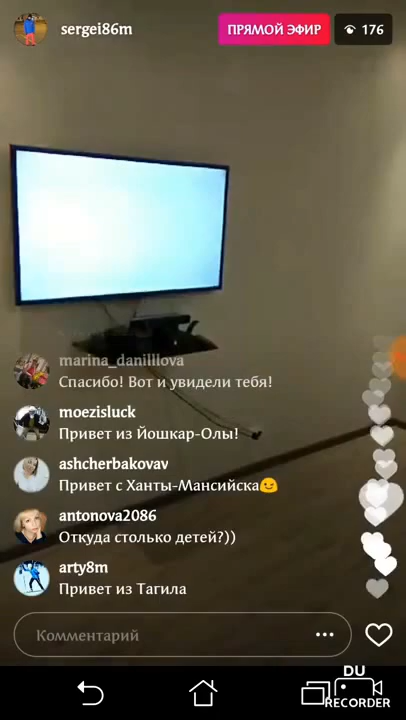 sergei86m
ПРЯМОЙ ЭФИР
176
marina_danilllova
Спасибо! Вот и увидели тебя!
moezisluck
Привет из Йошкар-Олы!
ashcherbakovav
Привет с Ханты-Мансийска
antonova2086
Откуда столько детей?))
arty8m
Привет из Тагила
Комментарий
DU
RECORDER